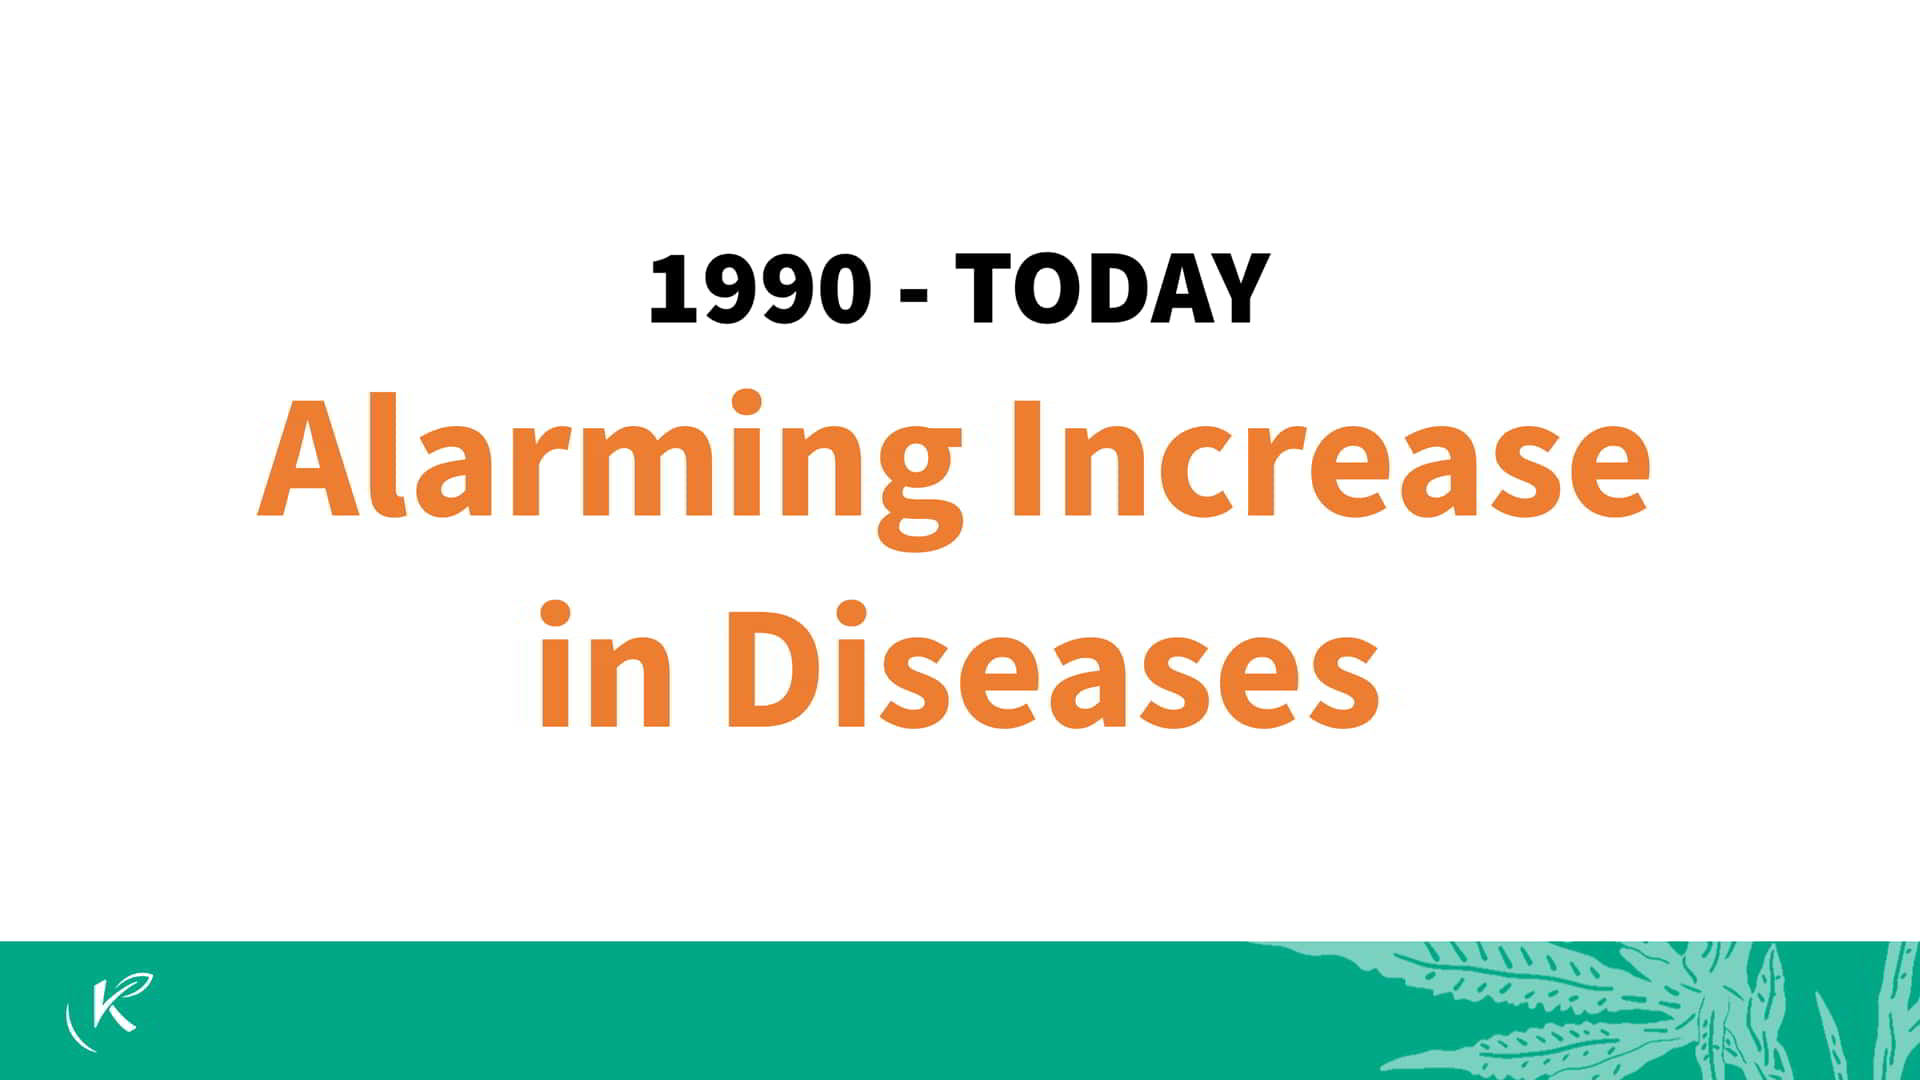 1990 - TODAY
Alarming Increase
in Diseases
K